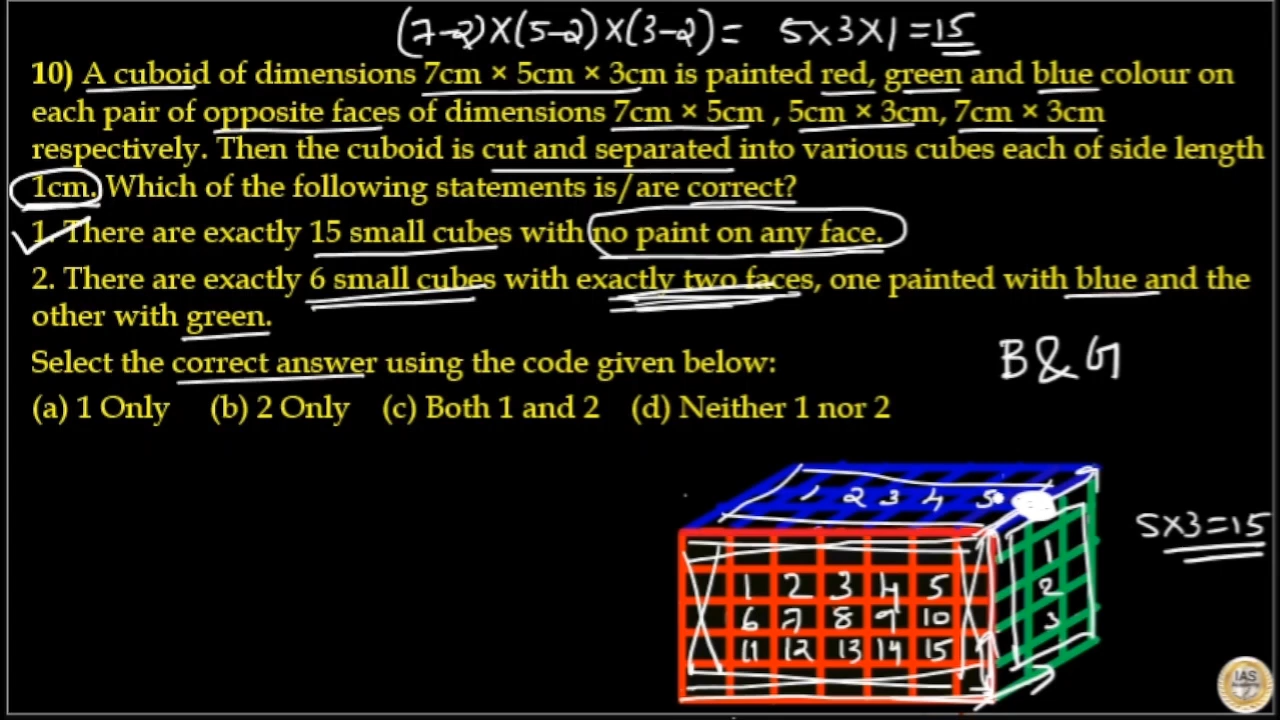 (7-2)×(5-2)×(3-2)= 5×3×1=15
10) A cuboid of dimensions 7cm × 5cm × 3cm is painted red, green and blue colour on
each pair of opposite faces of dimensions 7cm × 5cm , 5cm × 3cm, 7cm × 3cm
respectively. Then the cuboid is cut and separated into various cubes each of side length
1cm. Which of the following statements is/are correct?
1. There are exactly 15 small cubes with no paint on any face.
2. There are exactly 6 small cubes with exactly two faces, one painted with blue and the
other with green.
Select the correct answer using the code given below:
B & G
(a) 1 Only (b) 2 Only (c) Both 1 and 2 (d) Neither 1 nor 2
1 2 3 4 5
5×3=15
1
1 2 3 4 5 2
6 7 8 9 10 3
11 12 13 14 15
IAS